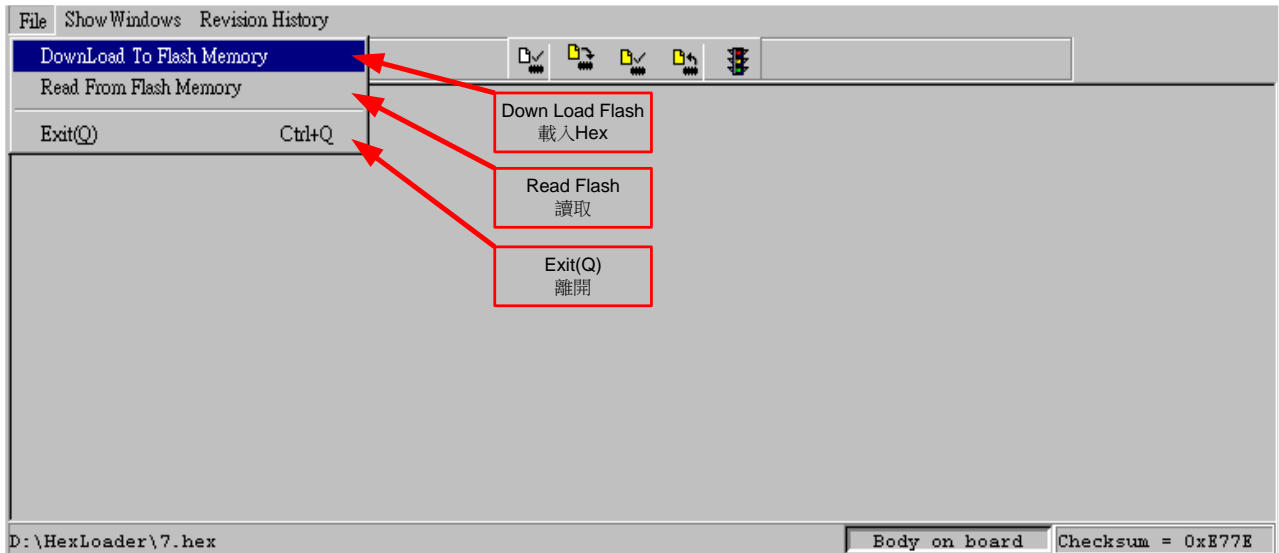 File Show Windows Revision History
DownLoad To Flash Memory
Read From Flash Memory
Exit(Q) Ctrl+Q
Down Load Flash
載入Hex
Read Flash
讀取
Exit(Q)
離開
D:\HexLoader\7.hex Body on board Checksum = 0xE77E